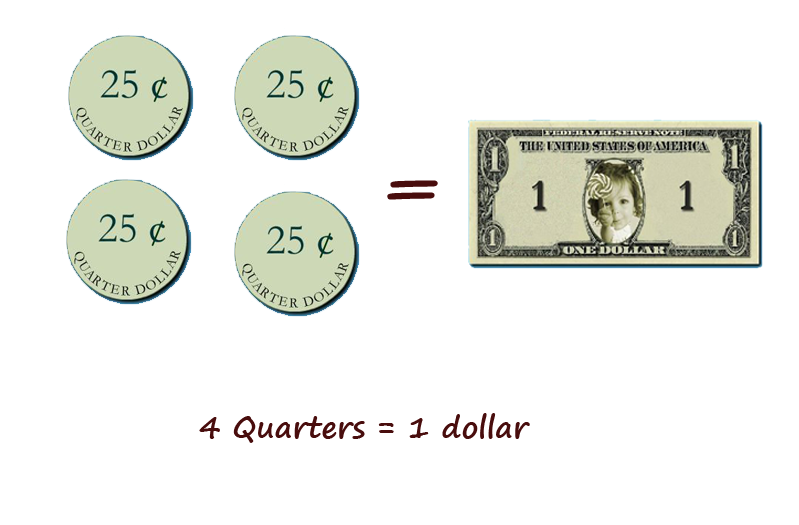 25 ¢
QUARTER DOLLAR
25 ¢
QUARTER DOLLAR
25 ¢
QUARTER DOLLAR
25 ¢
QUARTER DOLLAR
=
FEDERAL RESERVE NOTE
THE UNITED STATES OF AMERICA
1 1
1 1
1 1
ONE DOLLAR
4 Quarters = 1 dollar